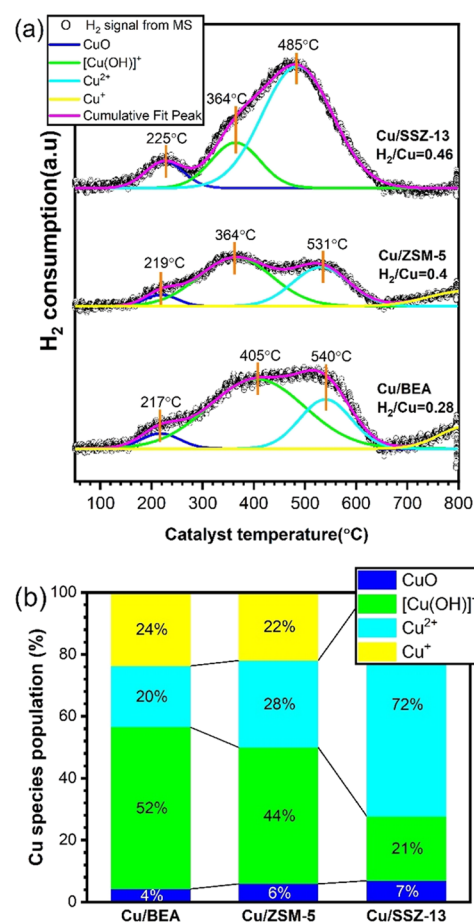 (a)
O H₂ signal from MS
CuO
[Cu(OH)]⁺
Cu²⁺
Cu⁺
Cumulative Fit Peak
485°C
364°C
225°C
Cu/SSZ-13
H₂/Cu=0.46
364°C
531°C
219°C
Cu/ZSM-5
H₂/Cu=0.4
405°C
540°C
217°C
Cu/BEA
H₂/Cu=0.28
H₂ consumption(a.u)
100 200 300 400 500 600 700 800
Catalyst temperature(°C)
(b)
CuO
[Cu(OH)]⁺
Cu²⁺
Cu⁺
100
80
60
40
20
0
Cu species population (%)
24% 22%
20% 28% 72%
52% 44% 21%
4% 6% 7%
Cu/BEA Cu/ZSM-5 Cu/SSZ-13